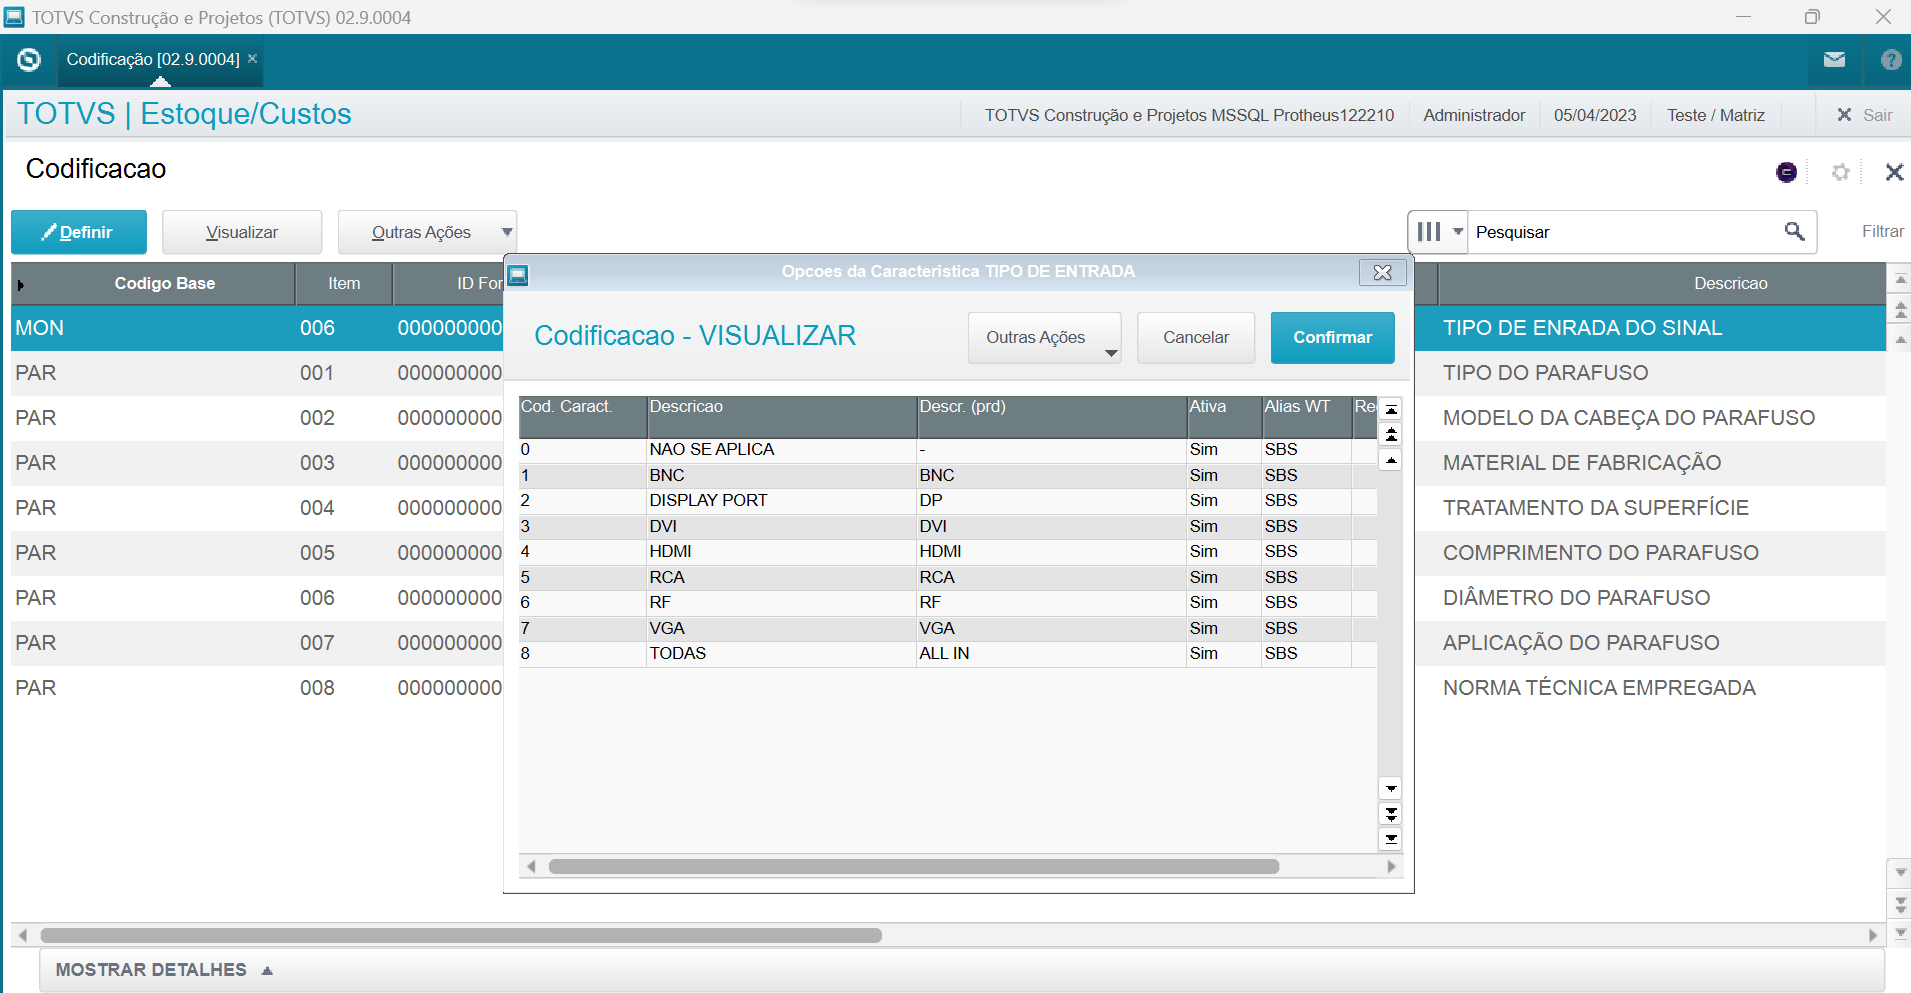 TOTVS Construção e Projetos (TOTVS) 02.9.0004
Codificação [02.9.0004]
TOTVS | Estoque/Custos
TOTVS Construção e Projetos MSSQL Protheus122210 Administrador 05/04/2023 Teste / Matriz Sair
Codificacao
Definir Visualizar Outras Ações Pesquisar Filtrar
Codigo Base Item ID For Descricao
MON 006 000000000 TIPO DE ENRADA DO SINAL
PAR 001 000000000 TIPO DO PARAFUSO
PAR 002 000000000 MODELO DA CABEÇA DO PARAFUSO
PAR 003 000000000 MATERIAL DE FABRICAÇÃO
PAR 004 000000000 TRATAMENTO DA SUPERFÍCIE
PAR 005 000000000 COMPRIMENTO DO PARAFUSO
PAR 006 000000000 DIÂMETRO DO PARAFUSO
PAR 007 000000000 APLICAÇÃO DO PARAFUSO
PAR 008 000000000 NORMA TÉCNICA EMPREGADA
Opcoes da Caracteristica TIPO DE ENTRADA
Codificacao - VISUALIZAR Outras Ações Cancelar Confirmar
Cod. Caract. Descricao Descr. (prd) Ativa Alias WT Re
0 NAO SE APLICA - Sim SBS
1 BNC BNC Sim SBS
2 DISPLAY PORT DP Sim SBS
3 DVI DVI Sim SBS
4 HDMI HDMI Sim SBS
5 RCA RCA Sim SBS
6 RF RF Sim SBS
7 VGA VGA Sim SBS
8 TODAS ALL IN Sim SBS
MOSTRAR DETALHES